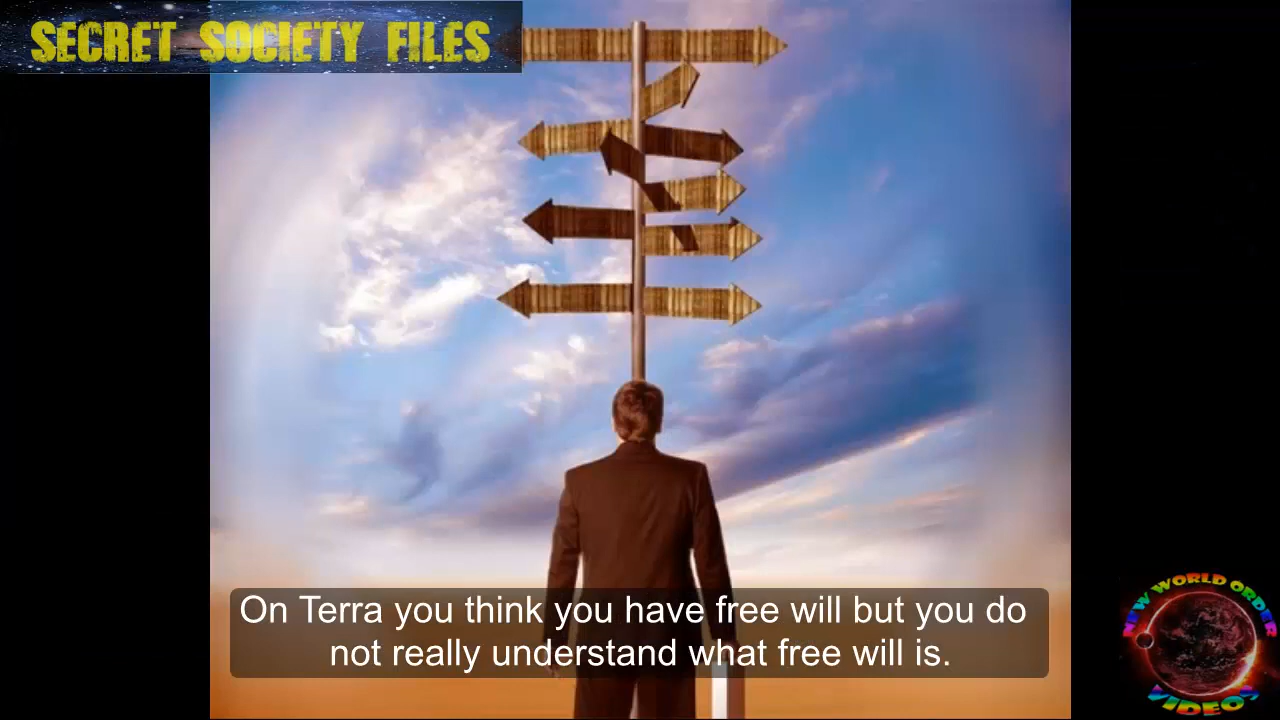 SECRET SOCIETY FILES
On Terra you think you have free will but you do
not really understand what free will is.
NEW WORLD ORDER
VIDEOS